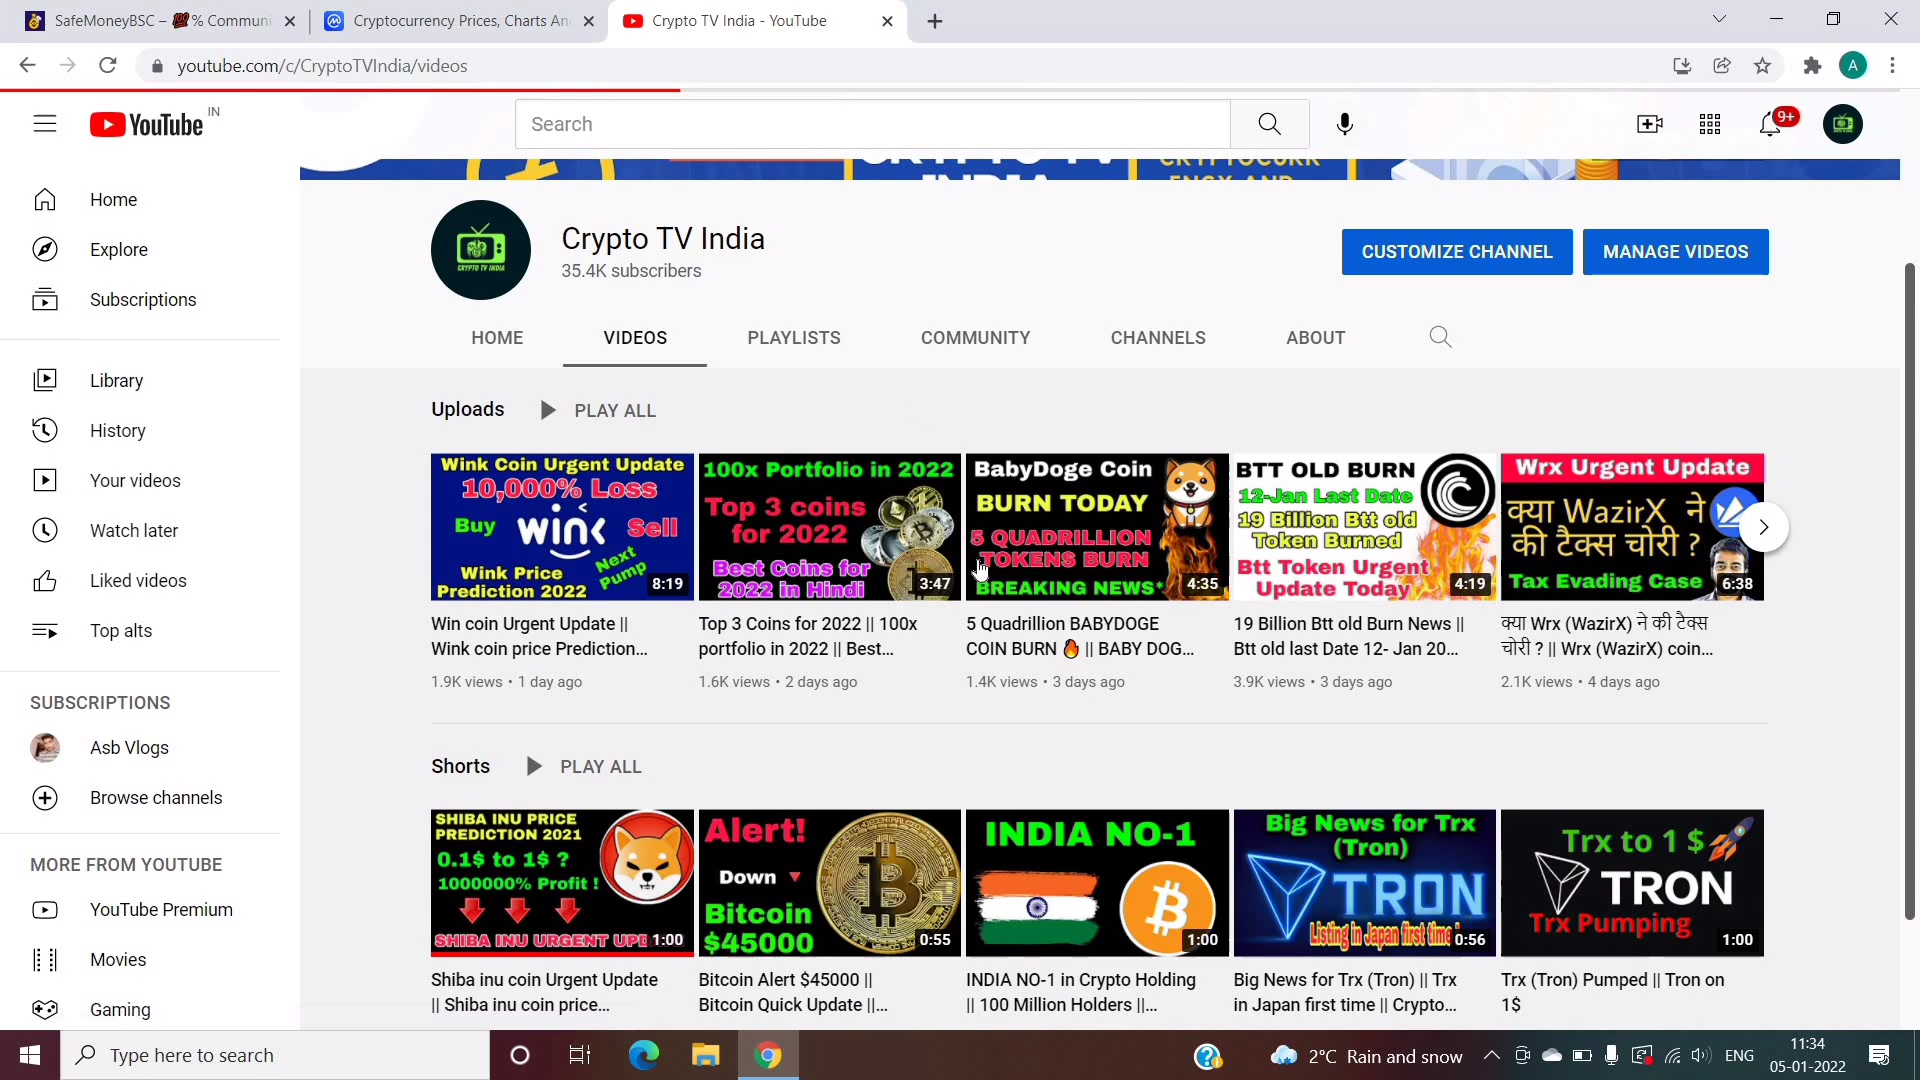 SafeMoneyBSC – 💯% Communi
Cryptocurrency Prices, Charts An
Crypto TV India - YouTube
youtube.com/c/CryptoTVIndia/videos
A
YouTube IN
Search
9+
Home
Explore
Subscriptions
Library
History
Your videos
Watch later
Liked videos
Top alts
SUBSCRIPTIONS
Asb Vlogs
Browse channels
MORE FROM YOUTUBE
YouTube Premium
Movies
Gaming
CRYPTO TV INDIA
Crypto TV India
35.4K subscribers
CUSTOMIZE CHANNEL
MANAGE VIDEOS
HOME VIDEOS PLAYLISTS COMMUNITY CHANNELS ABOUT
Uploads PLAY ALL
Wink Coin Urgent Update
10,000% Loss
Buy wink Sell
Next Pump
Wink Price
Prediction 2022
8:19
Win coin Urgent Update ||
Wink coin price Prediction...
1.9K views • 1 day ago
100x Portfolio in 2022
Top 3 coins
for 2022
Best Coins for
2022 in Hindi
3:47
Top 3 Coins for 2022 || 100x
portfolio in 2022 || Best...
1.6K views • 2 days ago
BabyDoge Coin
BURN TODAY
5 QUADRILLION
TOKENS BURN
BREAKING NEWS*
4:35
5 Quadrillion BABYDOGE
COIN BURN 🔥 || BABY DOG...
1.4K views • 3 days ago
BTT OLD BURN
12-Jan Last Date
19 Billion Btt old
Token Burned
Btt Token Urgent
Update Today
4:19
19 Billion Btt old Burn News ||
Btt old last Date 12- Jan 20...
3.9K views • 3 days ago
Wrx Urgent Update
क्या WazirX ने
की टैक्स चोरी ?
Tax Evading Case
6:38
क्या Wrx (WazirX) ने की टैक्स
चोरी ? || Wrx (WazirX) coin...
2.1K views • 4 days ago
Shorts PLAY ALL
SHIBA INU PRICE
PREDICTION 2021
0.1$ to 1$ ?
1000000% Profit !
SHIBA INU URGENT UPD
1:00
Shiba inu coin Urgent Update
|| Shiba inu coin price...
Alert!
Down
Bitcoin
$45000
0:55
Bitcoin Alert $45000 ||
Bitcoin Quick Update ||...
INDIA NO-1
1:00
INDIA NO-1 in Crypto Holding
|| 100 Million Holders ||...
Big News for Trx
(Tron)
TRON
Listing in Japan first time
0:56
Big News for Trx (Tron) || Trx
in Japan first time || Crypto...
Trx to 1 $
TRON
Trx Pumping
1:00
Trx (Tron) Pumped || Tron on
1$
Type here to search
2°C Rain and snow
ENG
11:34
05-01-2022